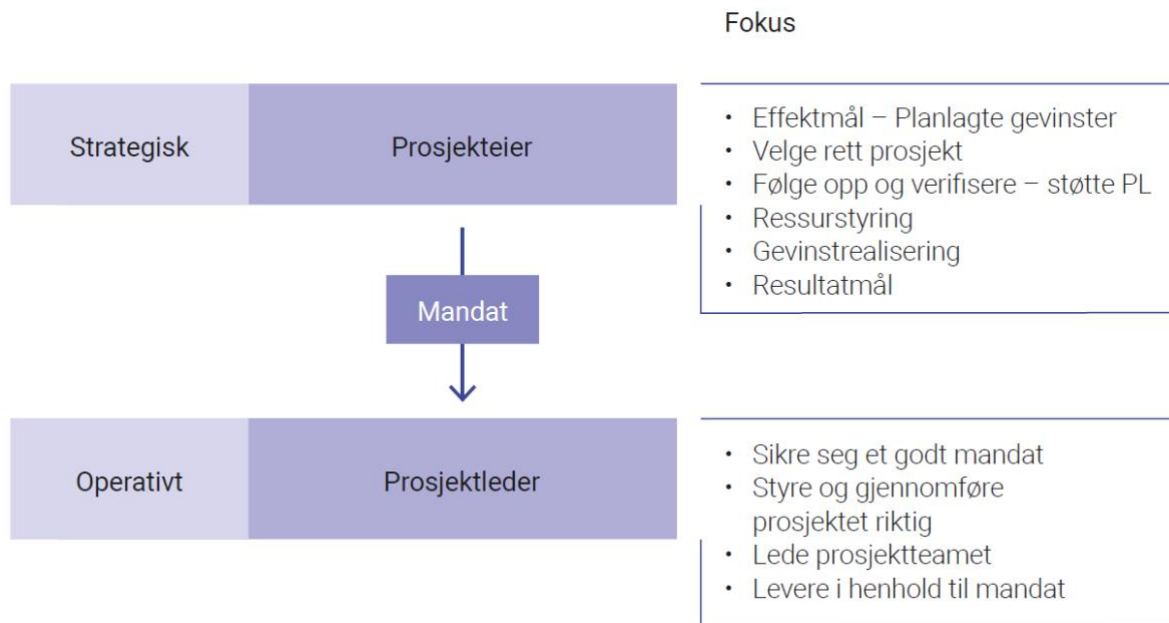 Fokus
Strategisk
Prosjekteier
• Effektmål – Planlagte gevinster
• Velge rett prosjekt
• Følge opp og verifisere – støtte PL
• Ressurstyring
• Gevinstrealisering
• Resultatmål
Mandat
Operativt
Prosjektleder
• Sikre seg et godt mandat
• Styre og gjennomføre
prosjektet riktig
• Lede prosjektteamet
• Levere i henhold til mandat